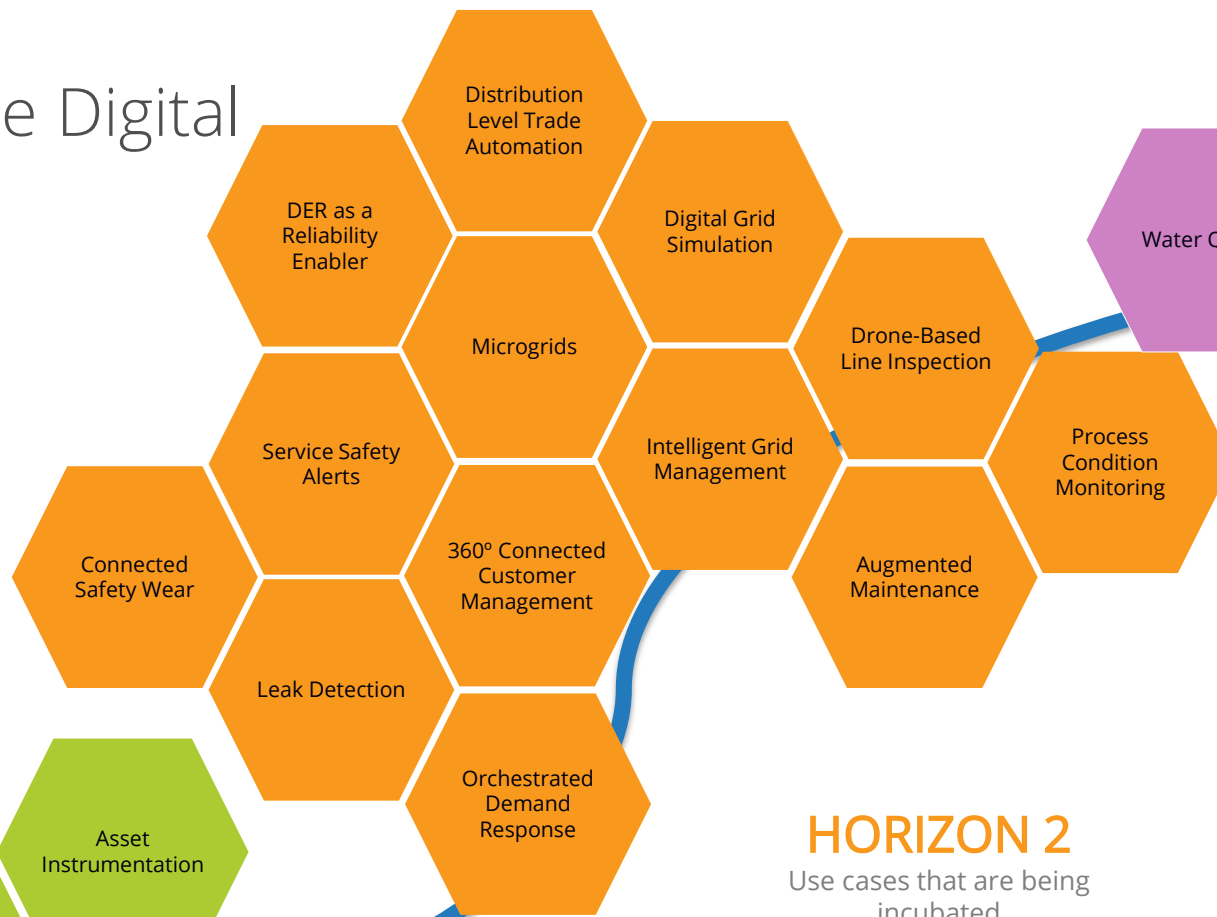 e Digital
Distribution
Level Trade
Automation
DER as a
Reliability
Enabler
Digital Grid
Simulation
Water
Microgrids
Drone-Based
Line Inspection
Service Safety
Alerts
Intelligent Grid
Management
Process
Condition
Monitoring
Connected
Safety Wear
360º Connected
Customer
Management
Augmented
Maintenance
Leak Detection
Orchestrated
Demand
Response
Asset
Instrumentation
HORIZON 2
Use cases that are being
incubated